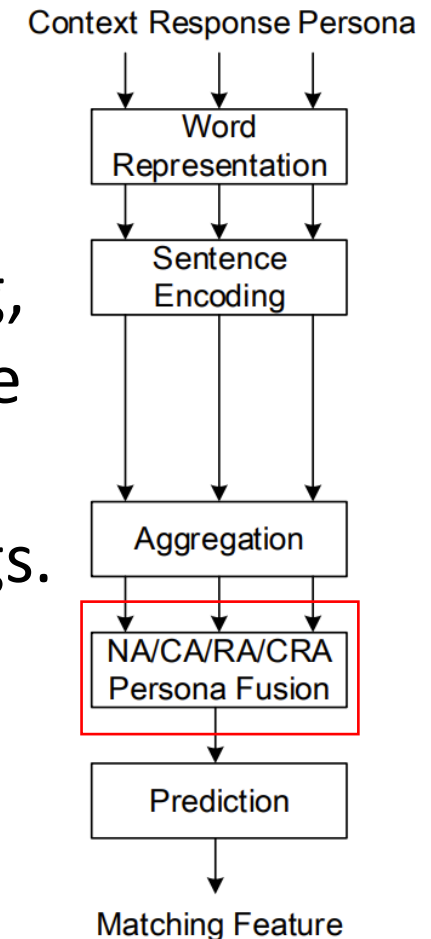 Context Response Persona
Word
Representation
Sentence
Encoding
Aggregation
NA/CA/RA/CRA
Persona Fusion
Prediction
Matching Feature